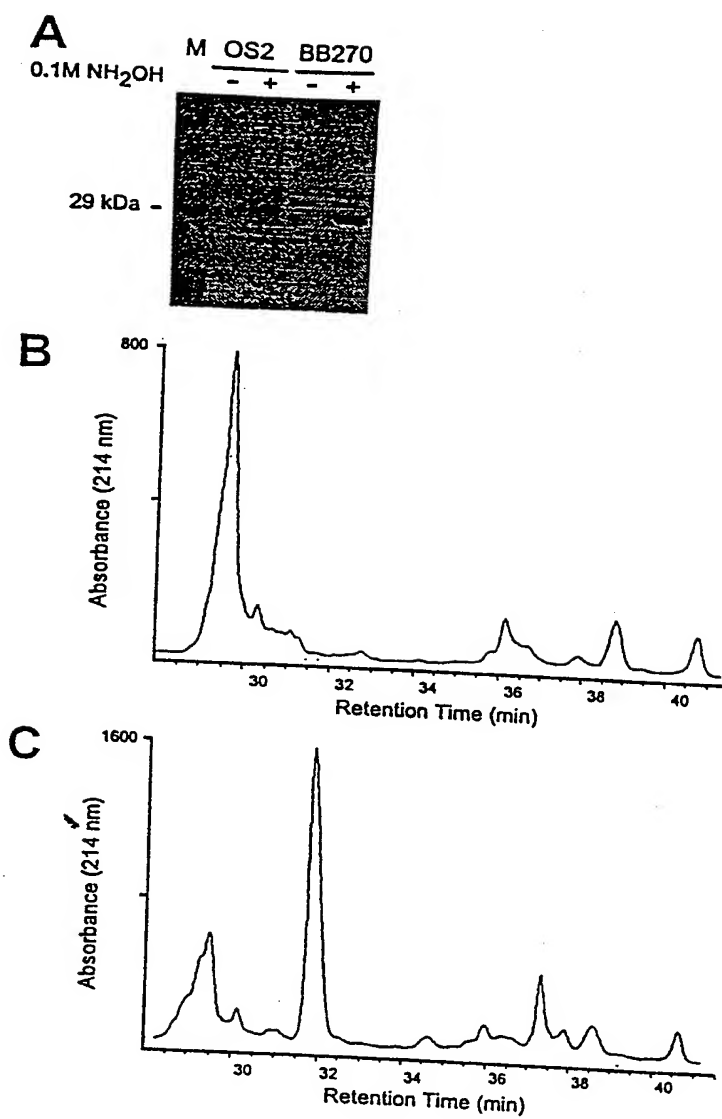 A
M OS2 BB270
0.1M NH2OH - + - +
29 kDa -
B
800
Absorbance (214 nm)
30 32 34 36 38 40
Retention Time (min)
C
1600
Absorbance (214 nm)
30 32 34 36 38 40
Retention Time (min)